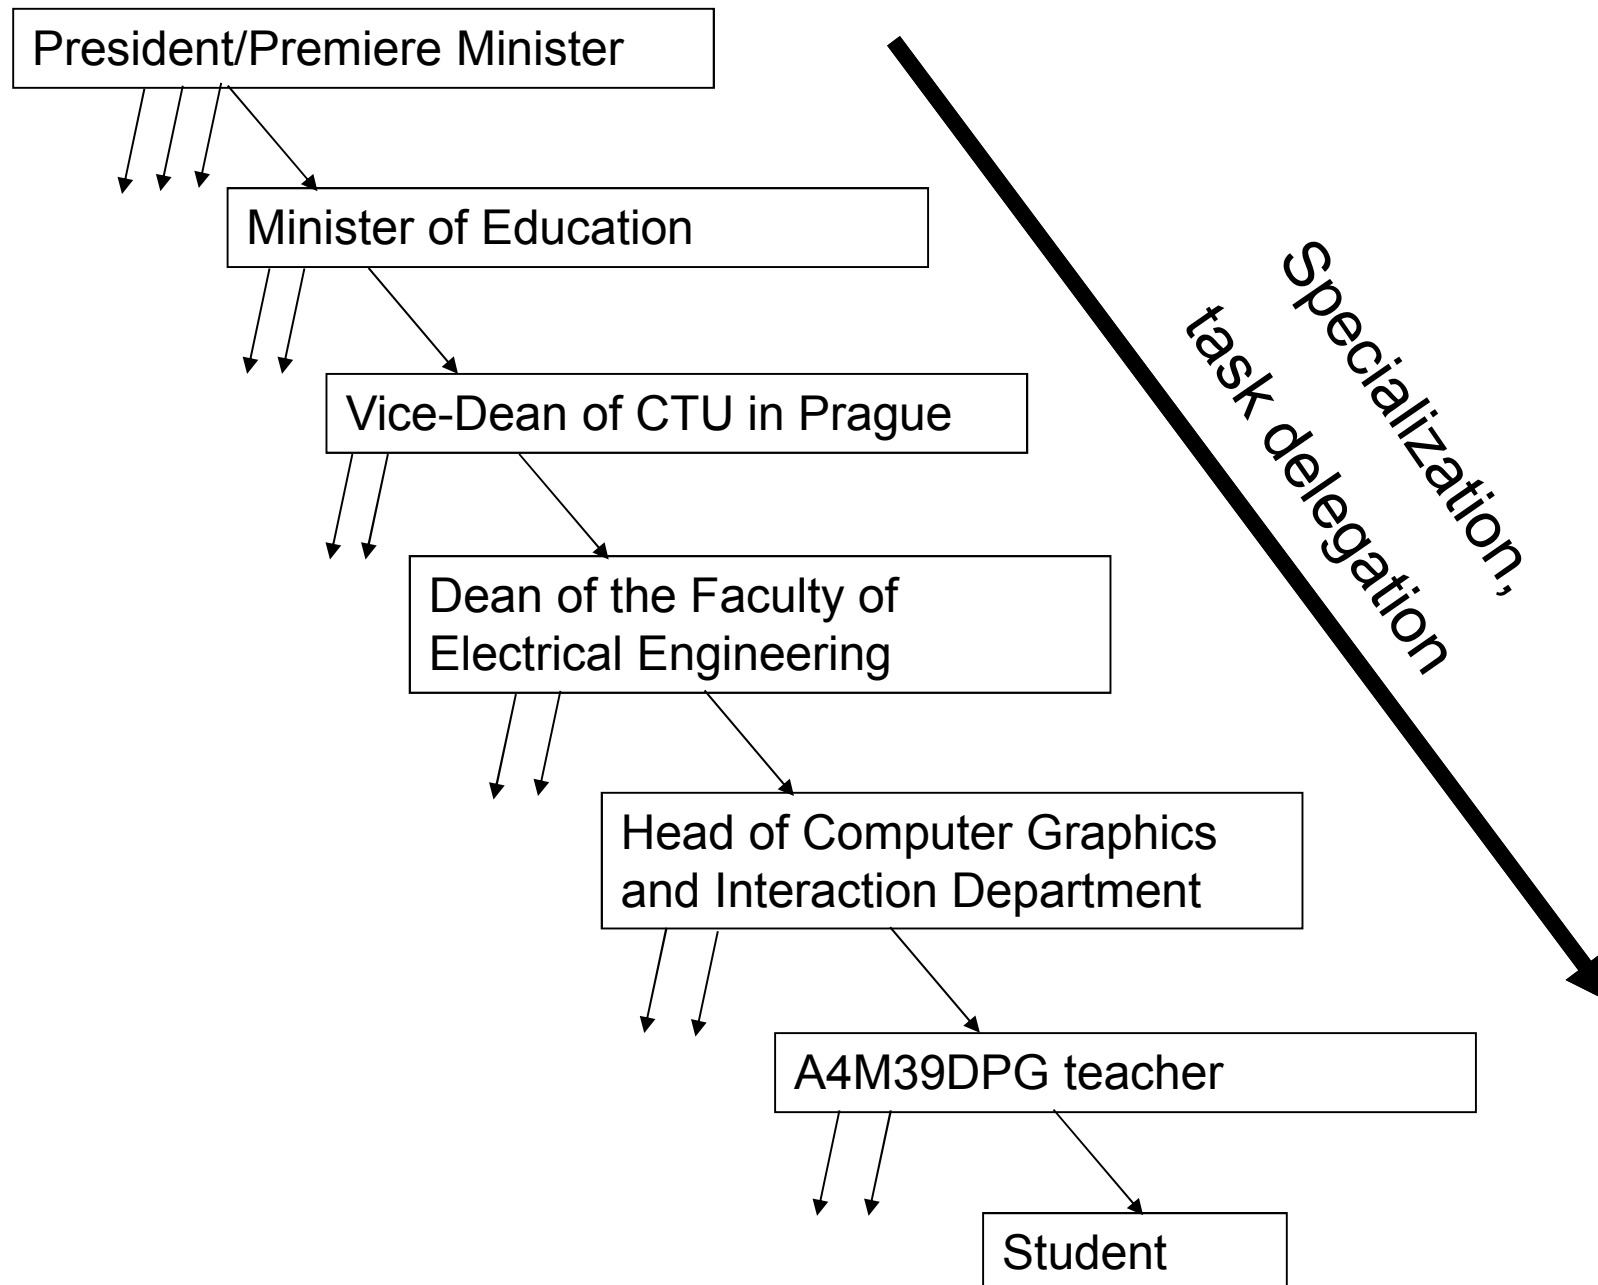 President/Premiere Minister
Minister of Education
Vice-Dean of CTU in Prague
Dean of the Faculty of
Electrical Engineering
Head of Computer Graphics
and Interaction Department
A4M39DPG teacher
Student
Specialization,
task delegation